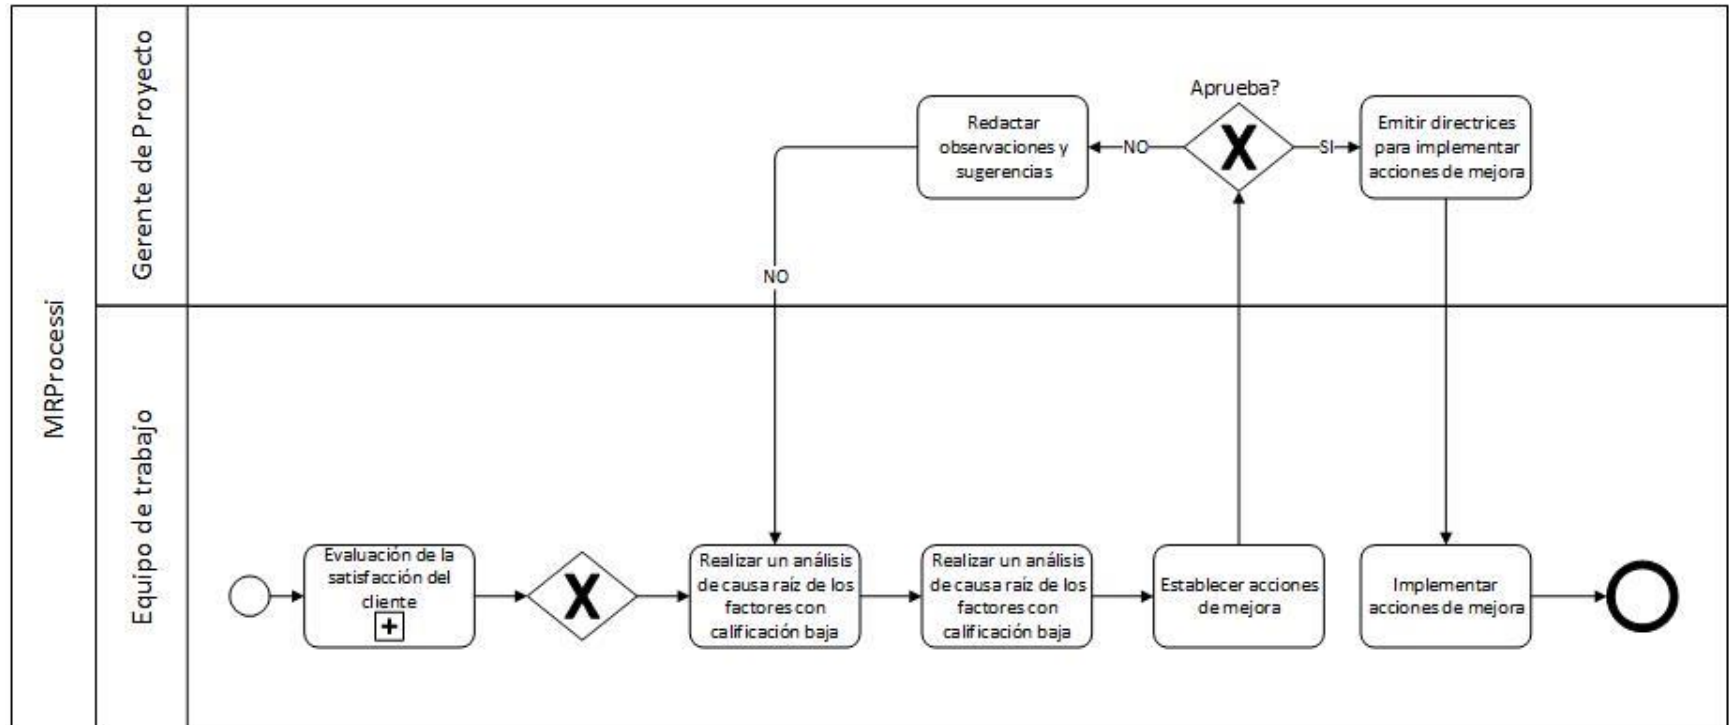 MRProcessi
Gerente de Proyecto
Aprueba?
Redactar
observaciones y
sugerencias
NO
X
SI
Emitir directrices
para implementar
acciones de mejora
NO
Equipo de trabajo
Evaluación de la
satisfacción del
cliente
+
X
Realizar un análisis
de causa raíz de los
factores con
calificación baja
Realizar un análisis
de causa raíz de los
factores con
calificación baja
Establecer acciones
de mejora
Implementar
acciones de mejora